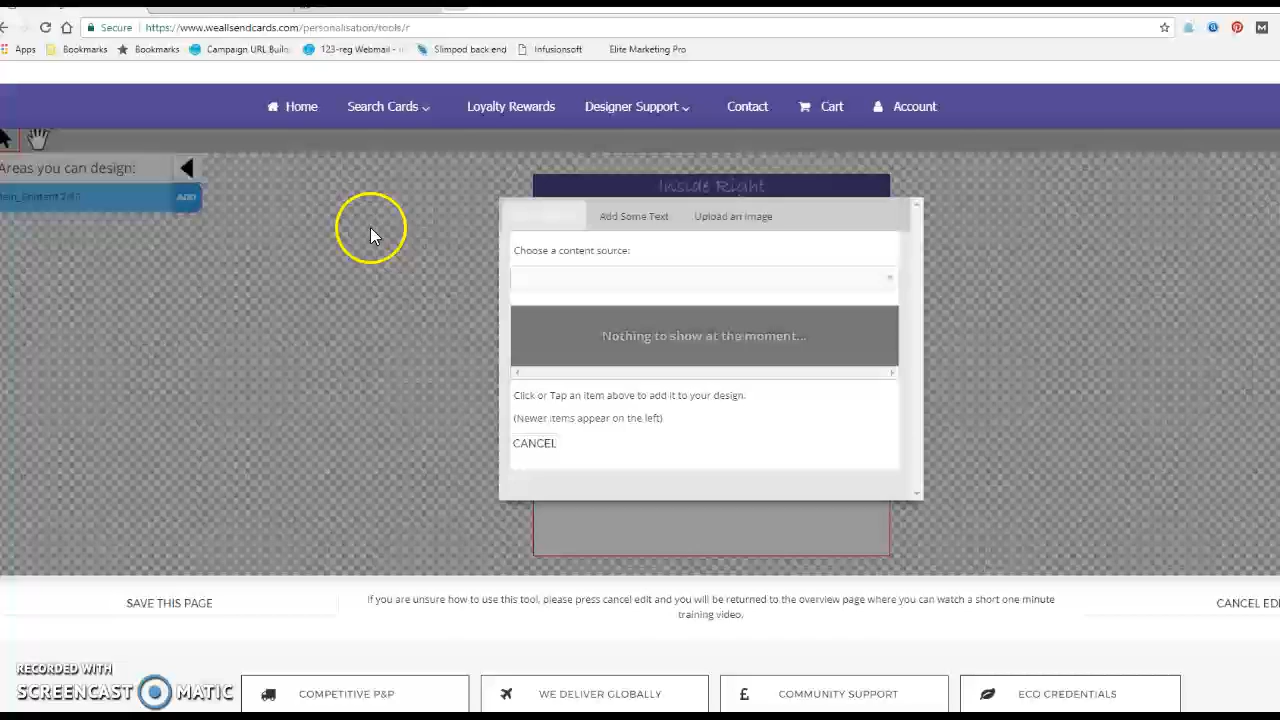 Secure https://www.weallsendcards.com/personalisation/tools/r
Apps Bookmarks Bookmarks Campaign URL Build 123-reg Webmail - Slimpod back end Infusionsoft Elite Marketing Pro
Home Search Cards Loyalty Rewards Designer Support Contact Cart Account
Areas you can design:
ADD
Inside Right
Add Some Text Upload an Image
Choose a content source:
Nothing to show at the moment...
Click or Tap an item above to add it to your design.
(Newer items appear on the left)
CANCEL
SAVE THIS PAGE
If you are unsure how to use this tool, please press cancel edit and you will be returned to the overview page where you can watch a short one minute
training video.
CANCEL EDI
RECORDED WITH
SCREENCAST MATIC
COMPETITIVE P&P WE DELIVER GLOBALLY COMMUNITY SUPPORT ECO CREDENTIALS